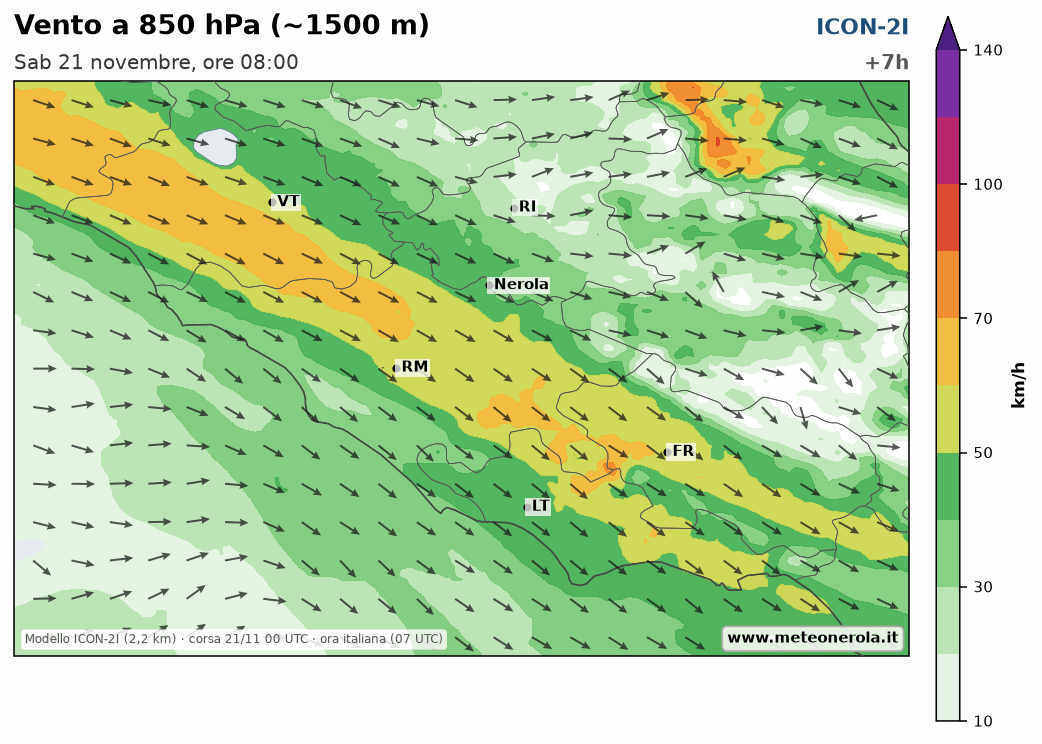 Vento a 850 hPa (~1500 m)
ICON-2I
Sab 21 novembre, ore 08:00
+7h
140
100
70
50
30
10
km/h
VT
RI
Nerola
RM
FR
LT
Modello ICON-2I (2,2 km) · corsa 21/11 00 UTC · ora italiana (07 UTC)
www.meteonerola.it